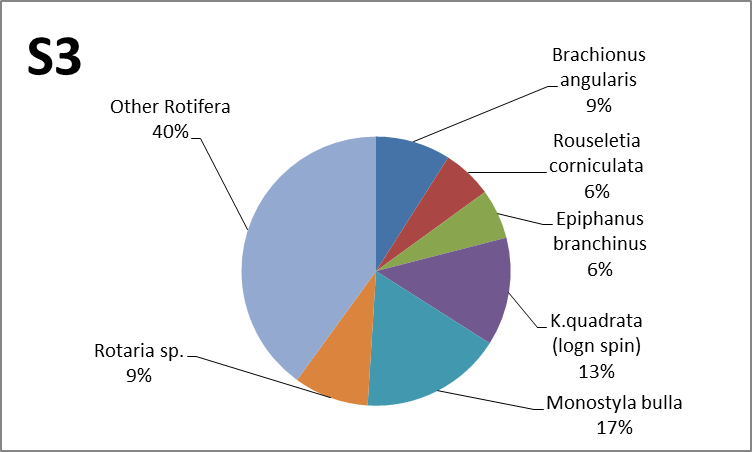 S3
Brachionus
angularis
9%
Rouseletia
corniculata
6%
Epiphanus
branchinus
6%
K.quadrata
(logn spin)
13%
Monostyla bulla
17%
Rotaria sp.
9%
Other Rotifera
40%